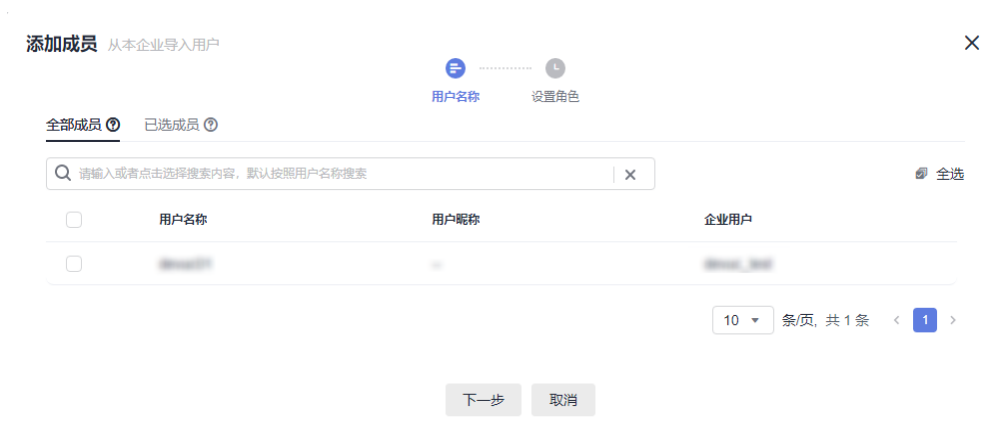 添加成员 从本企业导入用户
用户名称 设置角色
全部成员 已选成员
请输入或者点击选择搜索内容，默认按照用户名称搜索 全选
用户名称 用户昵称 企业用户
10 条/页, 共 1 条 < 1 >
下一步 取消